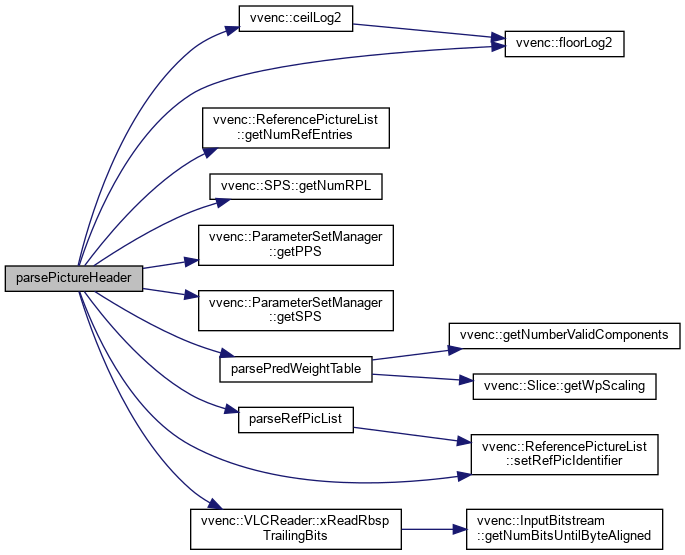 vvenc::ceilLog2
vvenc::floorLog2
vvenc::ReferencePictureList
::getNumRefEntries
vvenc::SPS::getNumRPL
vvenc::ParameterSetManager
::getPPS
parsePictureHeader
vvenc::ParameterSetManager
::getSPS
vvenc::getNumberValidComponents
parsePredWeightTable
vvenc::Slice::getWpScaling
parseRefPicList
vvenc::ReferencePictureList
::setRefPicIdentifier
vvenc::VLCReader::xReadRbsp
TrailingBits
vvenc::InputBitstream
::getNumBitsUntilByteAligned